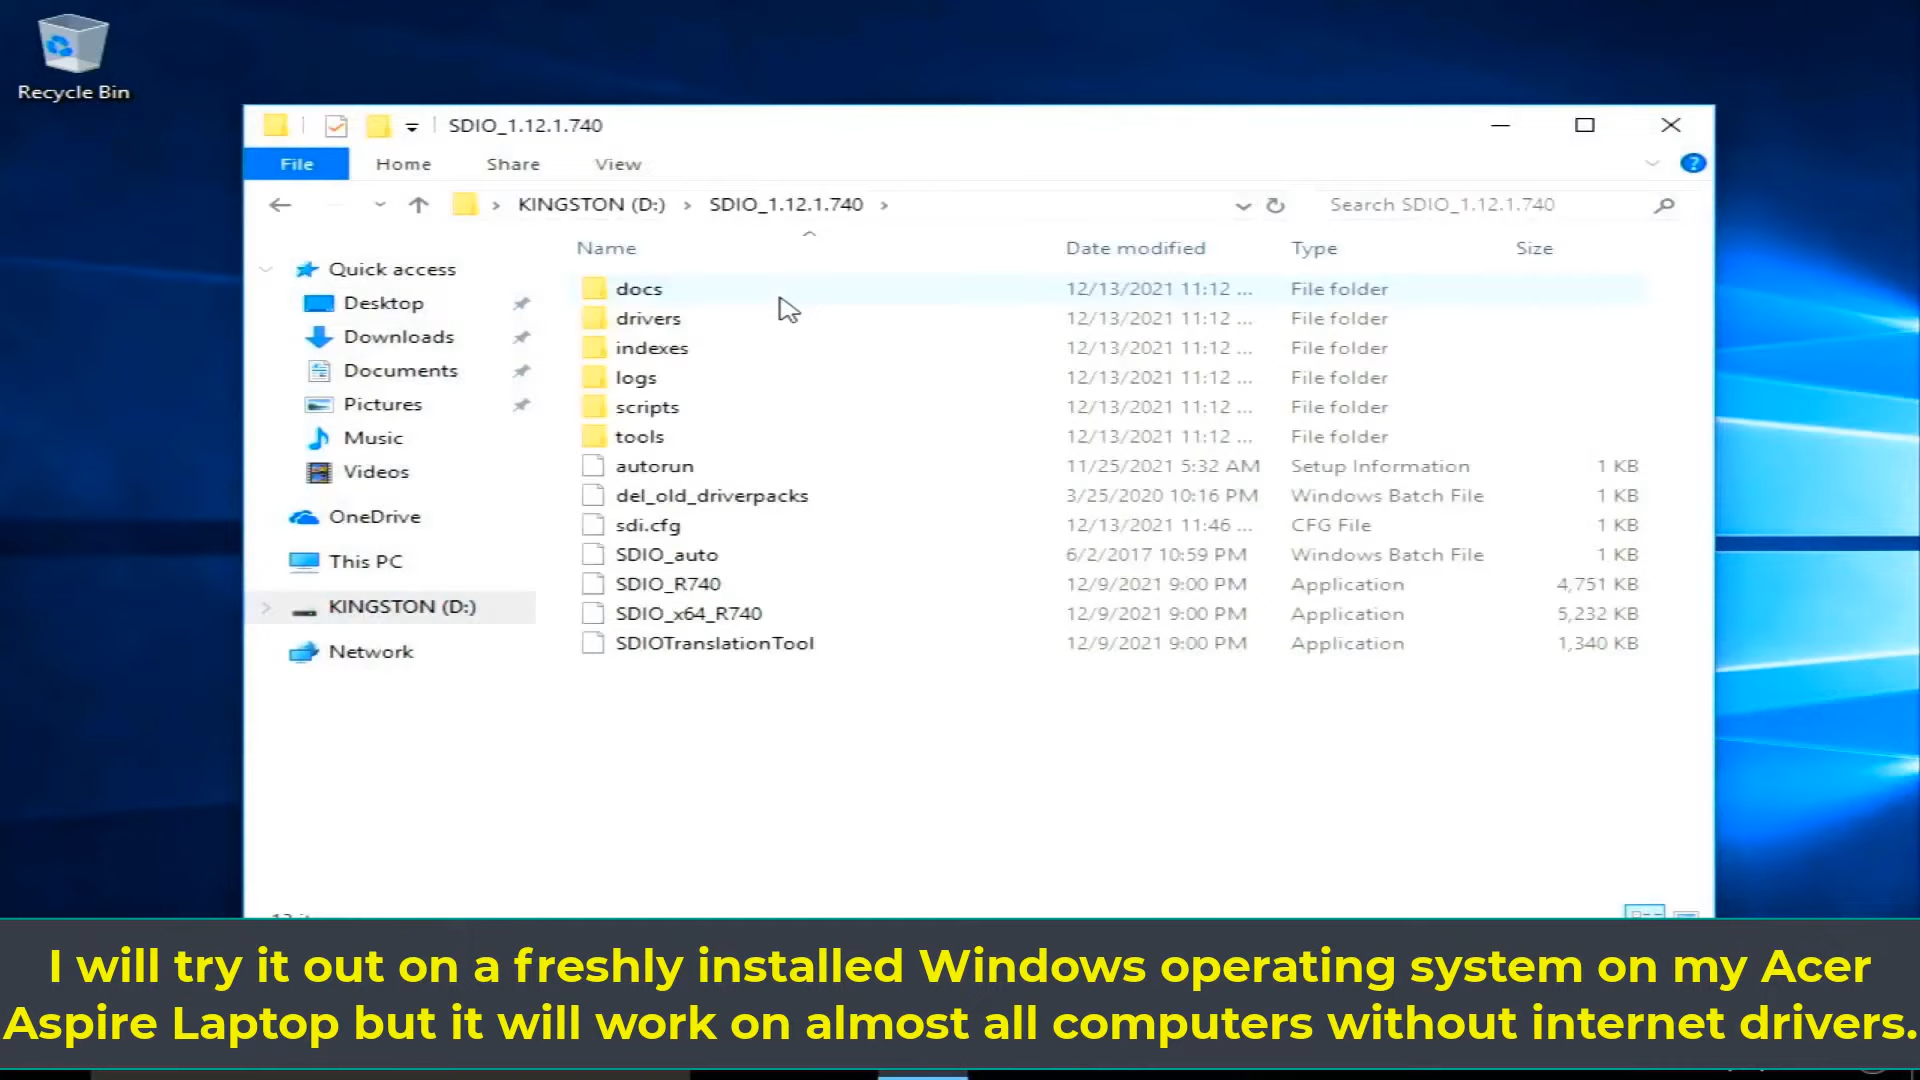 Recycle Bin
SDIO_1.12.1.740
File Home Share View
KINGSTON (D:) SDIO_1.12.1.740 Search SDIO_1.12.1.740
Name Date modified Type Size
Quick access
Desktop
Downloads
Documents
Pictures
Music
Videos
OneDrive
This PC
KINGSTON (D:)
Network
docs 12/13/2021 11:12 ... File folder
drivers 12/13/2021 11:12 ... File folder
indexes 12/13/2021 11:12 ... File folder
logs 12/13/2021 11:12 ... File folder
scripts 12/13/2021 11:12 ... File folder
tools 12/13/2021 11:12 ... File folder
autorun 11/25/2021 5:32 AM Setup Information 1 KB
del_old_driverpacks 3/25/2020 10:16 PM Windows Batch File 1 KB
sdi.cfg 12/13/2021 11:46 ... CFG File 1 KB
SDIO_auto 6/2/2017 10:59 PM Windows Batch File 1 KB
SDIO_R740 12/9/2021 9:00 PM Application 4,751 KB
SDIO_x64_R740 12/9/2021 9:00 PM Application 5,232 KB
SDIOTranslationTool 12/9/2021 9:00 PM Application 1,340 KB
I will try it out on a freshly installed Windows operating system on my Acer
Aspire Laptop but it will work on almost all computers without internet drivers.